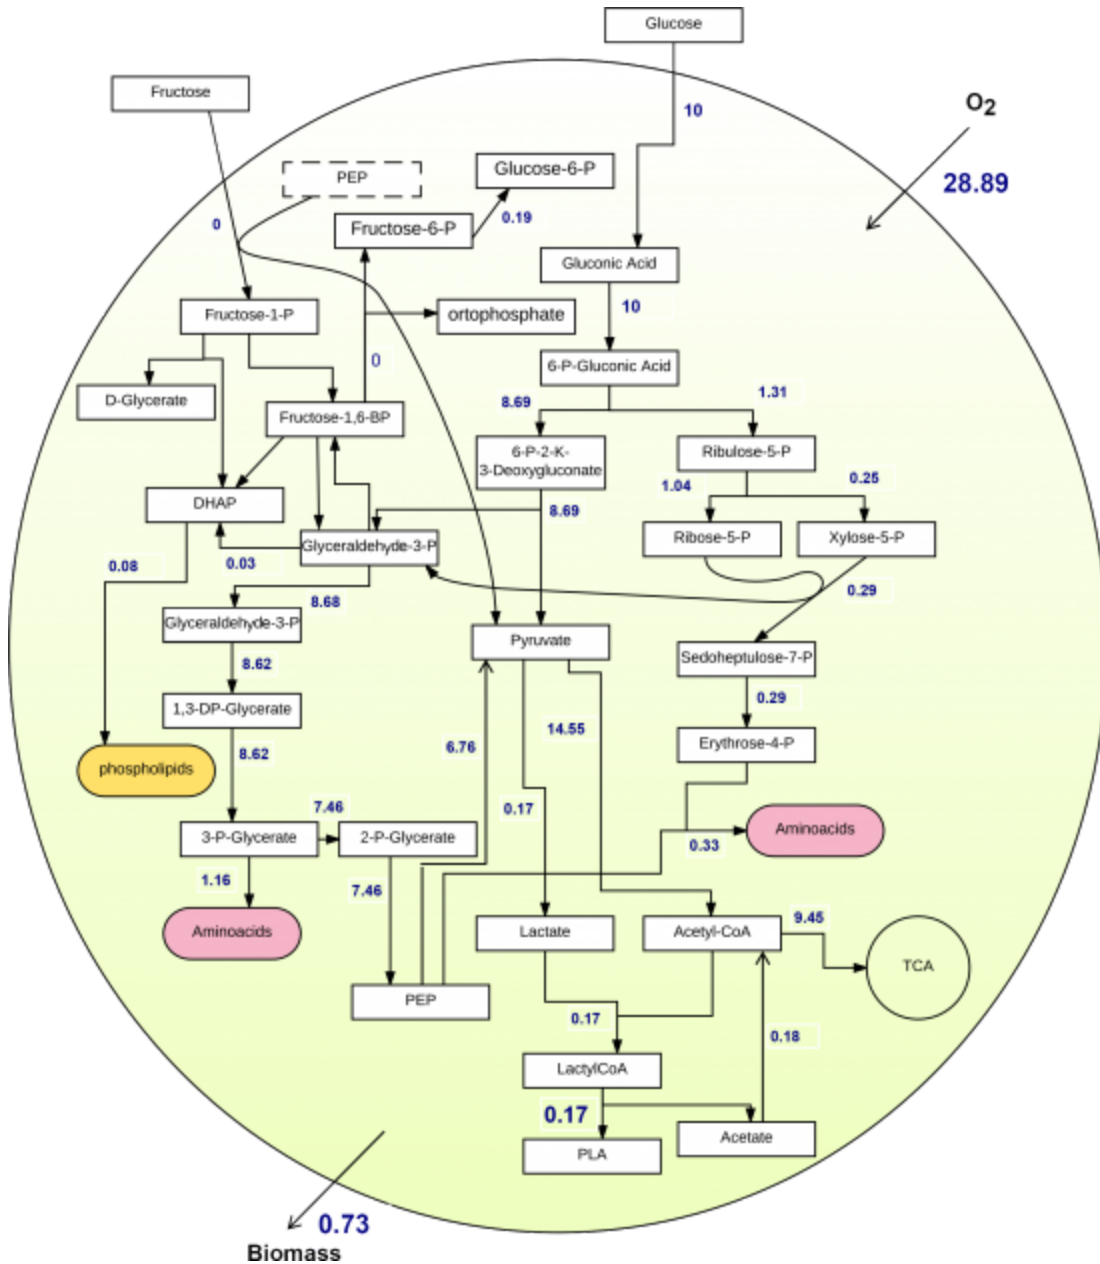 Glucose
Fructose
10
O2
28.89
PEP
Glucose-6-P
0.19
Fructose-6-P
0
Gluconic Acid
Fructose-1-P
ortophosphate
10
0
6-P-Gluconic Acid
D-Glycerate
8.69
1.31
Fructose-1,6-BP
6-P-2-K-
3-Deoxygluconate
Ribulose-5-P
1.04
0.25
DHAP
8.69
Ribose-5-P
Xylose-5-P
Glyceraldehyde-3-P
0.08
0.03
0.29
8.68
Glyceraldehyde-3-P
Pyruvate
Sedoheptulose-7-P
8.62
0.29
1,3-DP-Glycerate
14.55
6.76
Erythrose-4-P
8.62
phospholipids
7.46
0.17
3-P-Glycerate
2-P-Glycerate
Aminoacids
0.33
1.16
7.46
Aminoacids
Lactate
Acetyl-CoA
9.45
TCA
PEP
0.17
0.18
LactylCoA
0.17
Acetate
PLA
0.73
Biomass